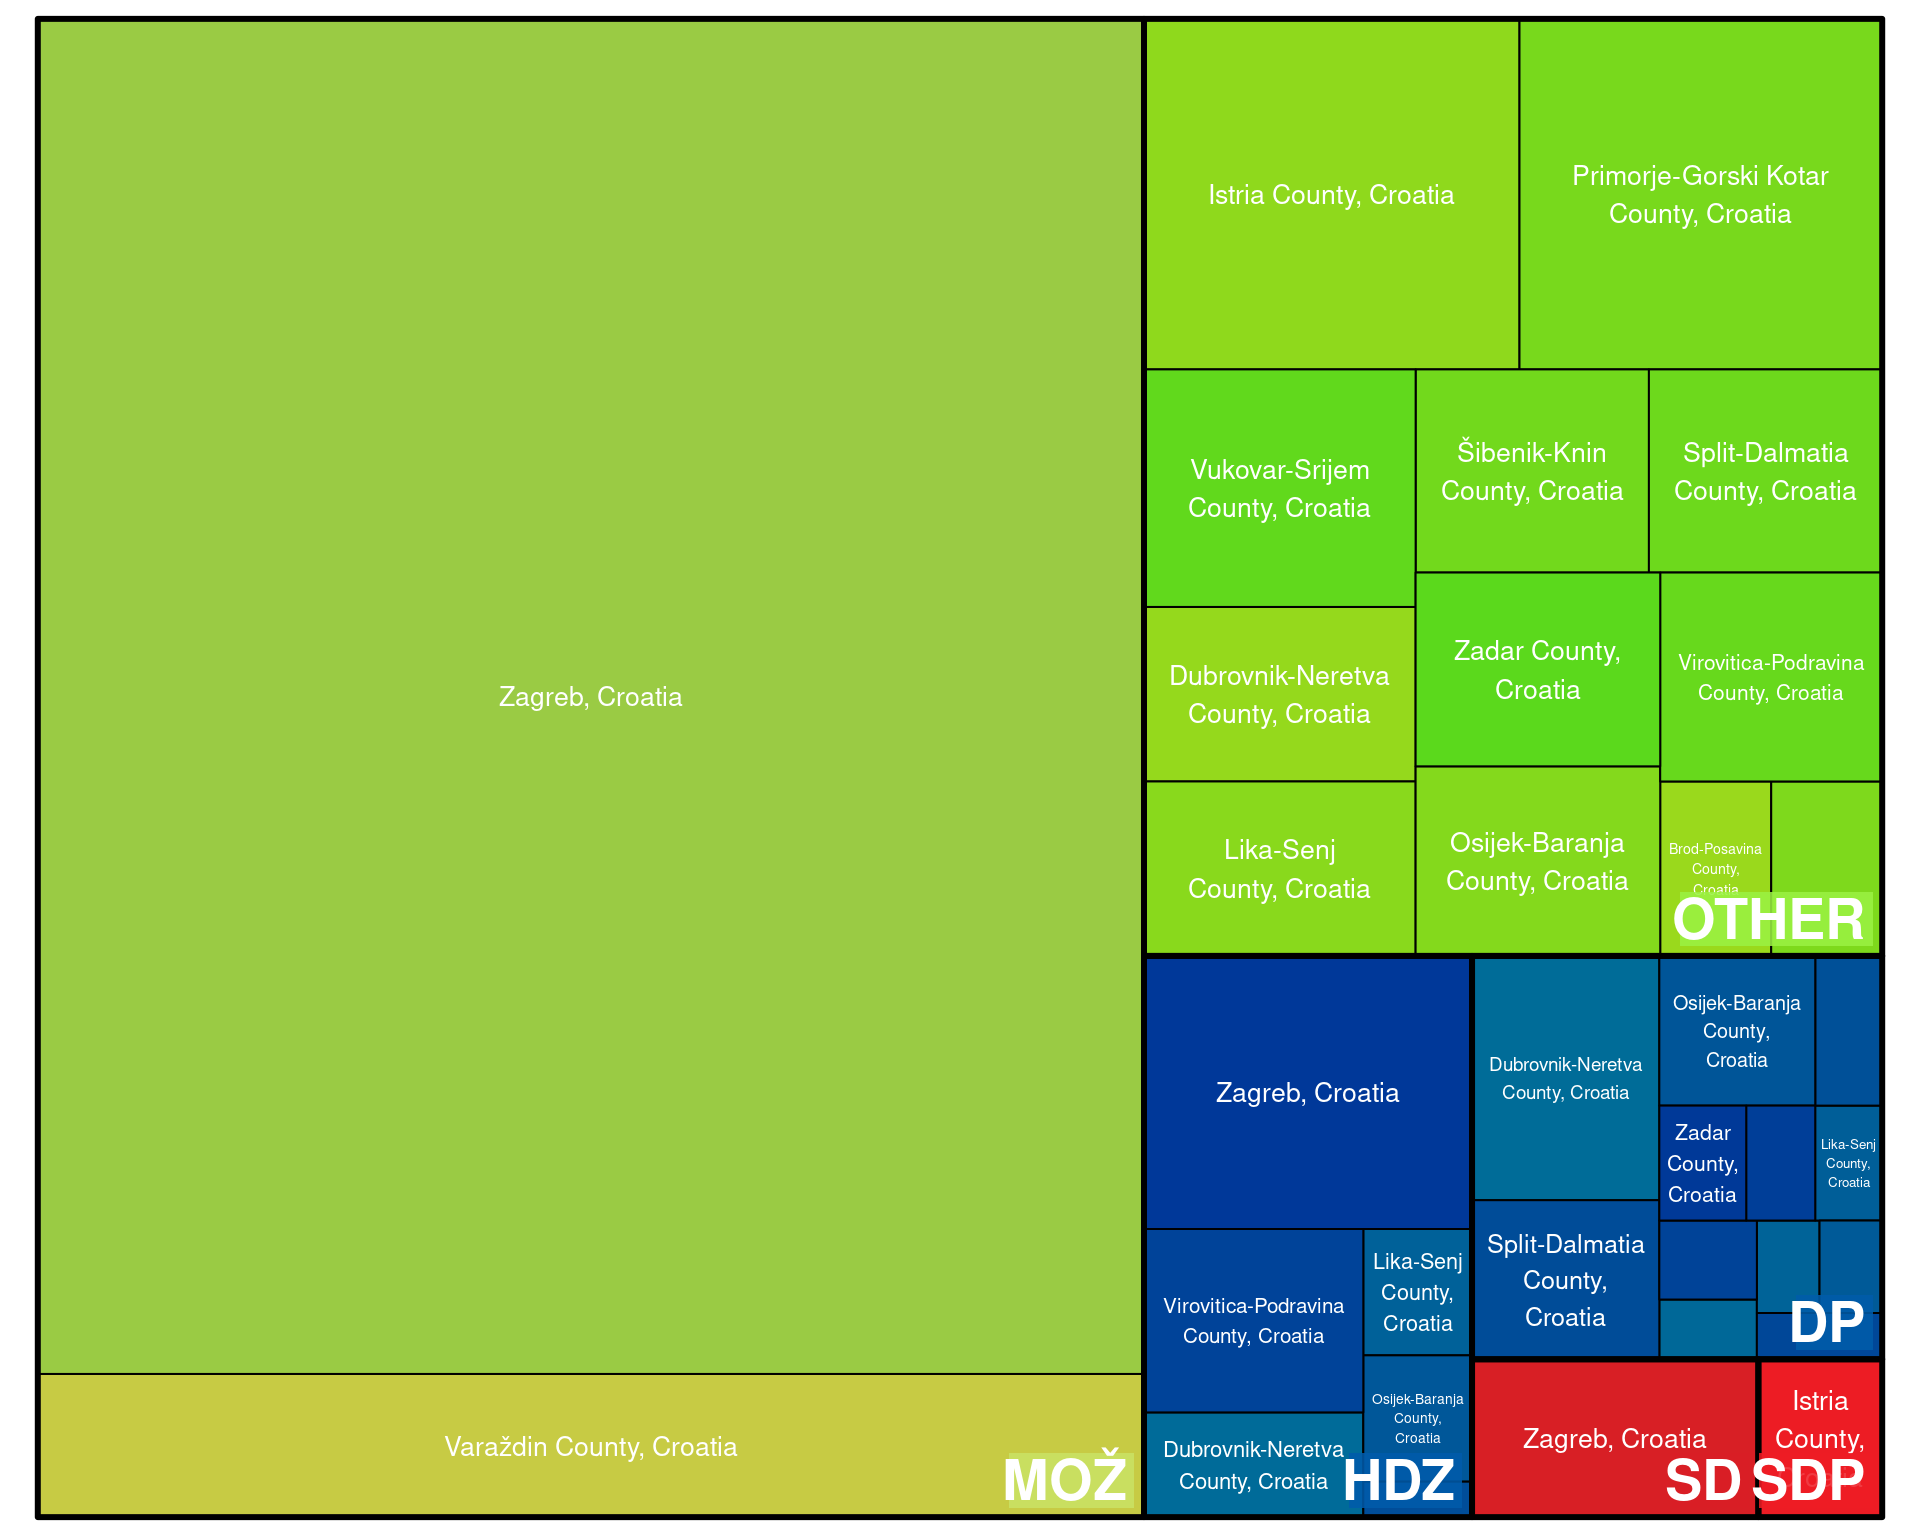 Zagreb, Croatia
Varaždin County, Croatia
MOŽ
Istria County, Croatia
Primorje-Gorski Kotar
County, Croatia
Vukovar-Srijem
County, Croatia
Šibenik-Knin
County, Croatia
Split-Dalmatia
County, Croatia
Dubrovnik-Neretva
County, Croatia
Zadar County,
Croatia
Virovitica-Podravina
County, Croatia
Lika-Senj
County, Croatia
Osijek-Baranja
County, Croatia
Brod-Posavina
County,
Croatia
OTHER
Zagreb, Croatia
Virovitica-Podravina
County, Croatia
Lika-Senj
County,
Croatia
Osijek-Baranja
County,
Croatia
Dubrovnik-Neretva
County, Croatia
HDZ
Dubrovnik-Neretva
County, Croatia
Osijek-Baranja
County,
Croatia
Zadar
County,
Croatia
Lika-Senj
County,
Croatia
Split-Dalmatia
County,
Croatia
DP
Zagreb, Croatia
SD
Istria
County,
SDP